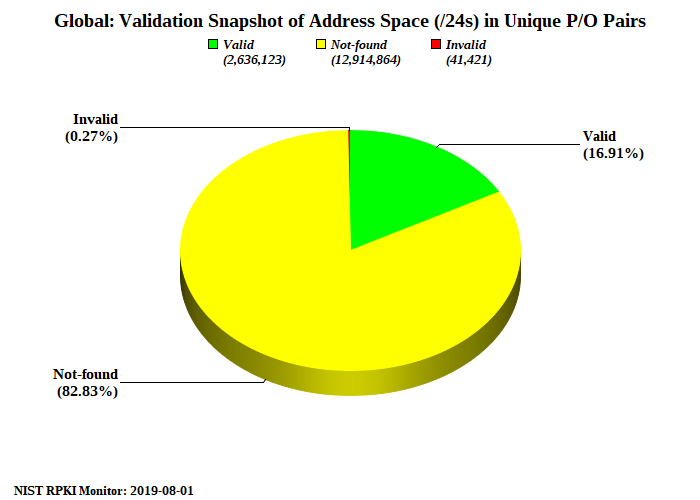 Global: Validation Snapshot of Address Space (/24s) in Unique P/O Pairs
Valid
(2,636,123)
Not-found
(12,914,864)
Invalid
(41,421)
Invalid
(0.27%)
Valid
(16.91%)
Not-found
(82.83%)
NIST RPKI Monitor: 2019-08-01